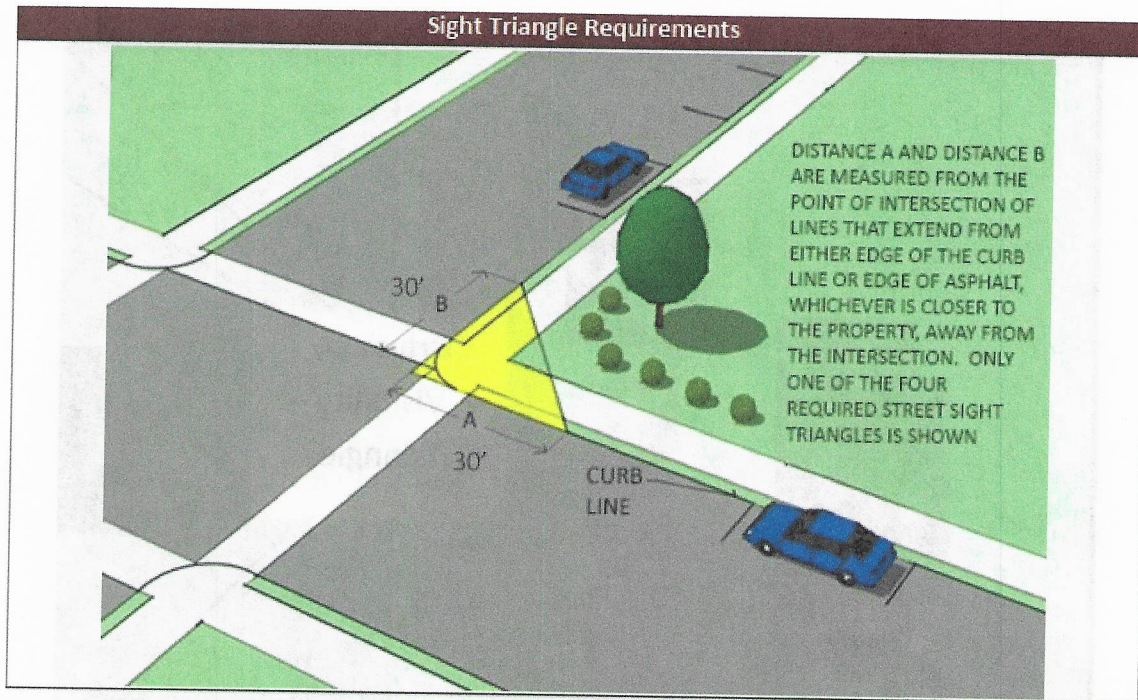 Sight Triangle Requirements
DISTANCE A AND DISTANCE B
ARE MEASURED FROM THE
POINT OF INTERSECTION OF
LINES THAT EXTEND FROM
EITHER EDGE OF THE CURB
LINE OR EDGE OF ASPHALT,
WHICHEVER IS CLOSER TO
THE PROPERTY, AWAY FROM
THE INTERSECTION. ONLY
ONE OF THE FOUR
REQUIRED STREET SIGHT
TRIANGLES IS SHOWN
30'
B
A
30'
CURB
LINE